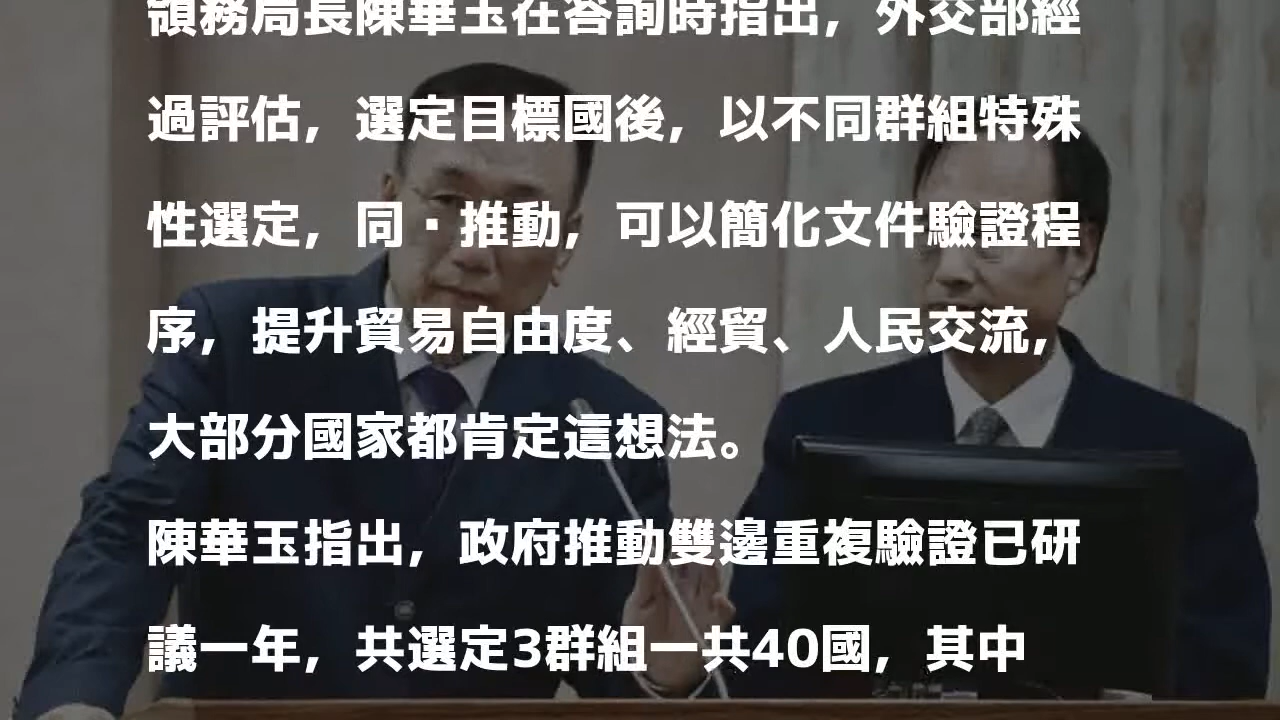 領務局長陳華玉在答詢時指出，外交部經
過評估，選定目標國後，以不同群組特殊
性選定，同·推動，可以簡化文件驗證程
序，提升貿易自由度、經貿、人民交流，
大部分國家都肯定這想法。
陳華玉指出，政府推動雙邊重複驗證已研
議一年，共選定3群組一共40國，其中